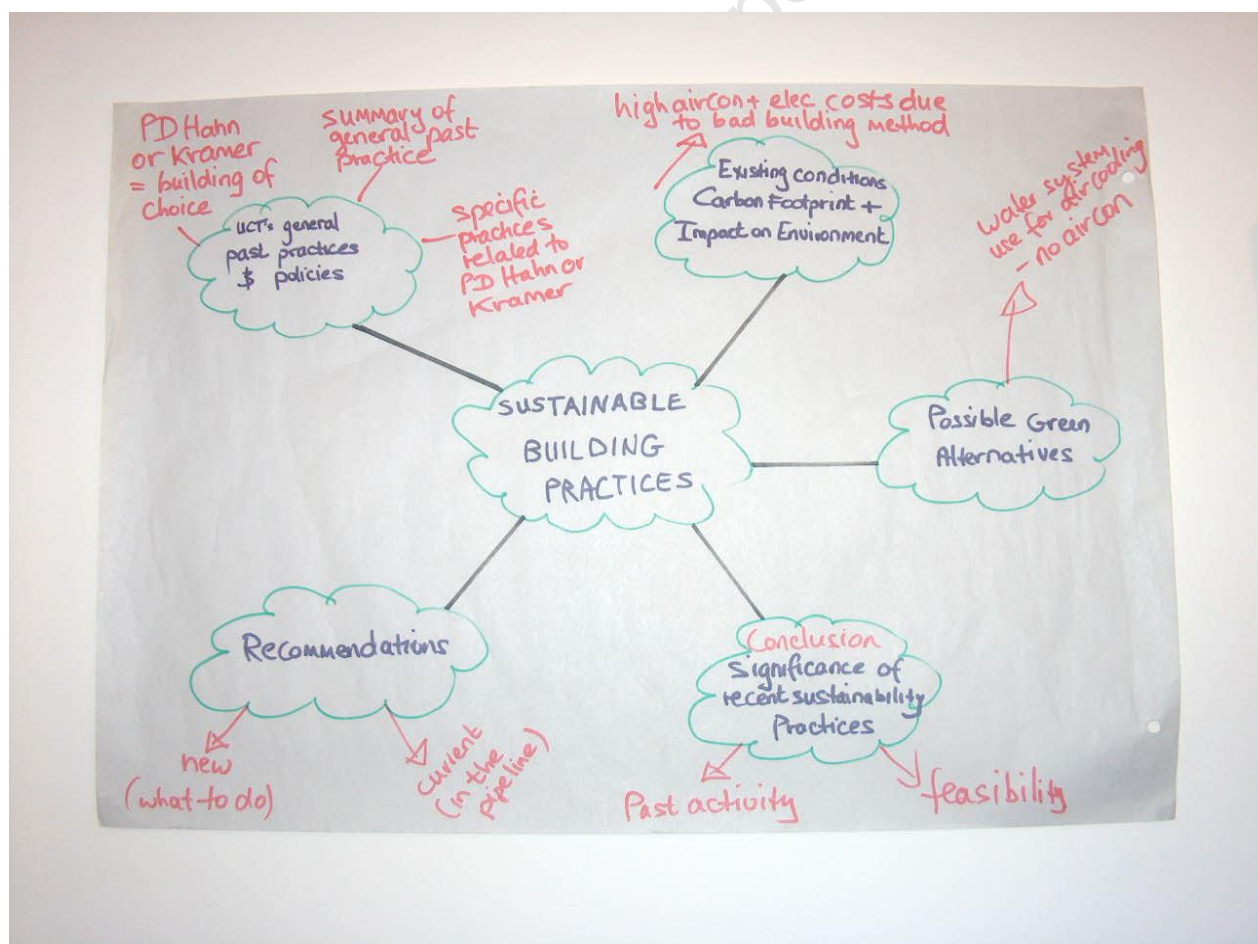 PD Hahn
or Kramer
= building of
choice
summary of
general past
practice
UCT's general
past practices
$ policies
specific
practices
related to
PD Hahn or
Kramer
high aircon + elec costs due
to bad building method
Existing conditions
Carbon Footprint +
Impact on Environment
water system
use for air cooling
- no aircon
Possible Green
Alternatives
SUSTAINABLE
BUILDING
PRACTICES
Recommendations
new
(what to do)
current
(in the
pipeline)
Conclusion
Significance of
recent sustainability
Practices
Past activity
feasibility